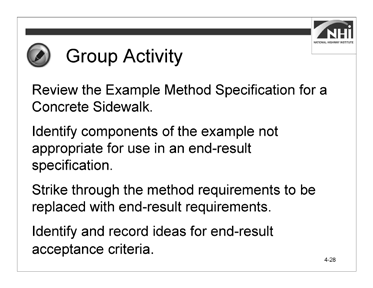 NHI
NATIONAL HIGHWAY INSTITUTE
Group Activity
Review the Example Method Specification for a
Concrete Sidewalk.
Identify components of the example not
appropriate for use in an end-result
specification.
Strike through the method requirements to be
replaced with end-result requirements.
Identify and record ideas for end-result
acceptance criteria.
4-28